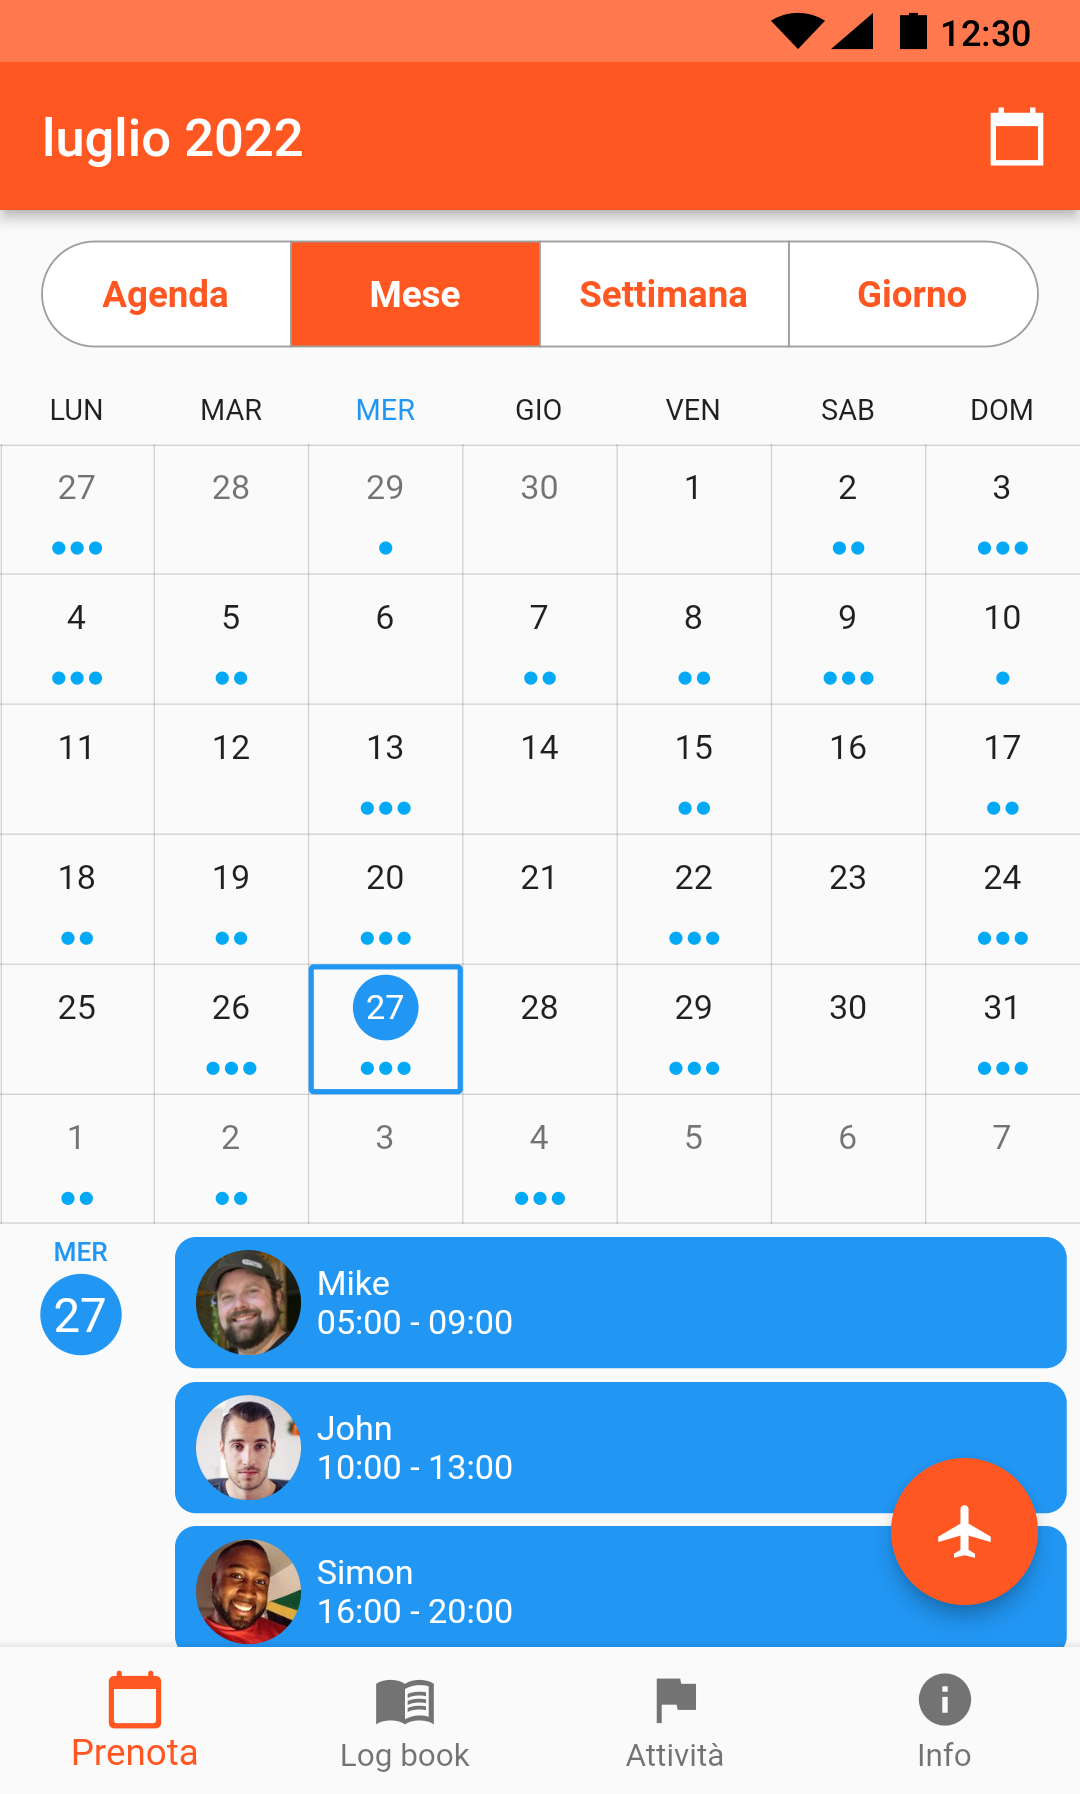 12:30
luglio 2022
Agenda Mese Settimana Giorno
LUN MAR MER GIO VEN SAB DOM
27 28 29 30 1 2 3
4 5 6 7 8 9 10
11 12 13 14 15 16 17
18 19 20 21 22 23 24
25 26 27 28 29 30 31
1 2 3 4 5 6 7
MER
27
Mike
05:00 - 09:00
John
10:00 - 13:00
Simon
16:00 - 20:00
Prenota Log book Attività Info